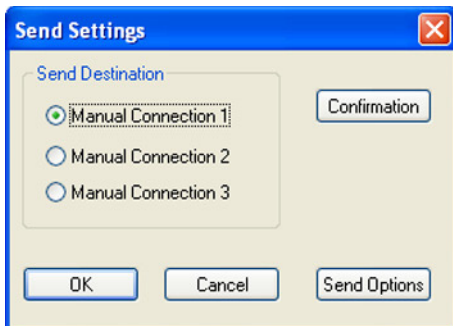 Send Settings
Send Destination
Manual Connection 1
Confirmation
Manual Connection 2
Manual Connection 3
OK
Cancel
Send Options